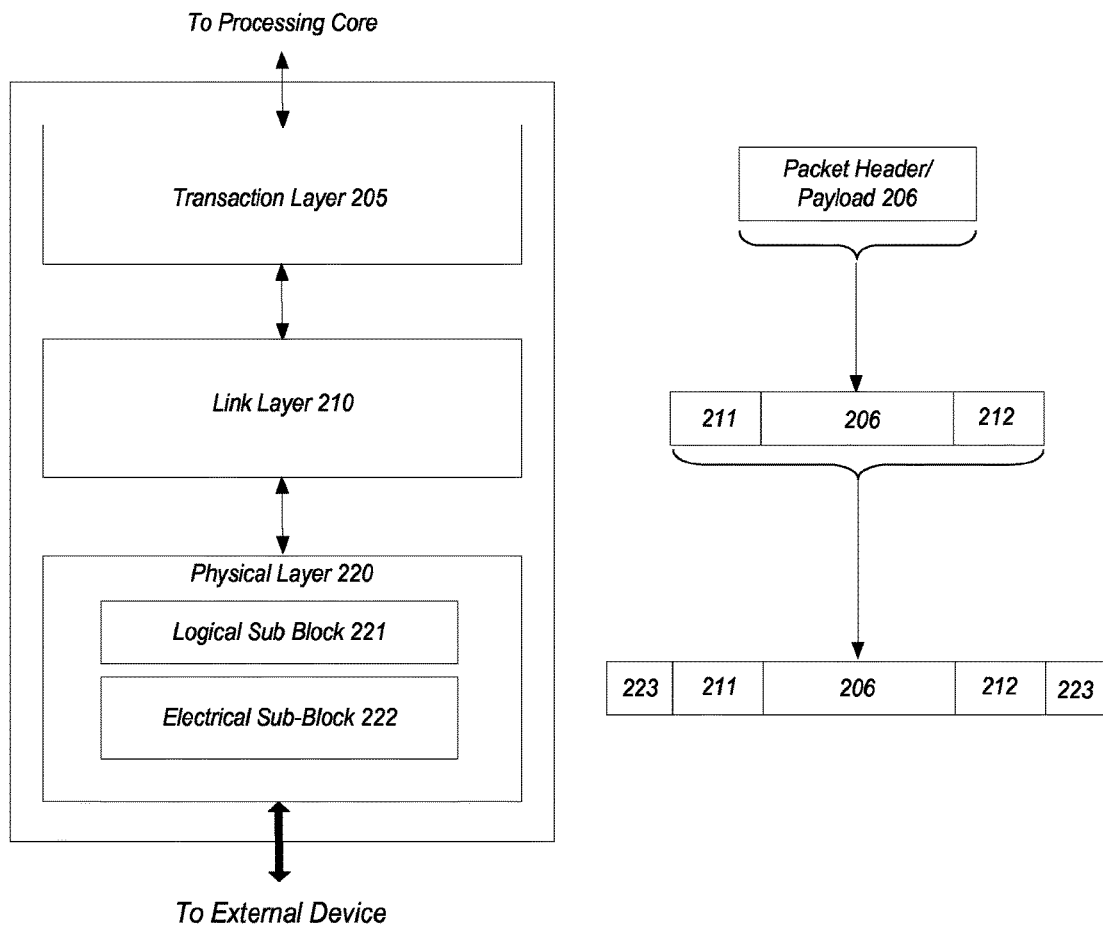 To Processing Core
Transaction Layer 205
Link Layer 210
Physical Layer 220
Logical Sub Block 221
Electrical Sub-Block 222
To External Device
Packet Header/
Payload 206
211 206 212
223 211 206 212 223